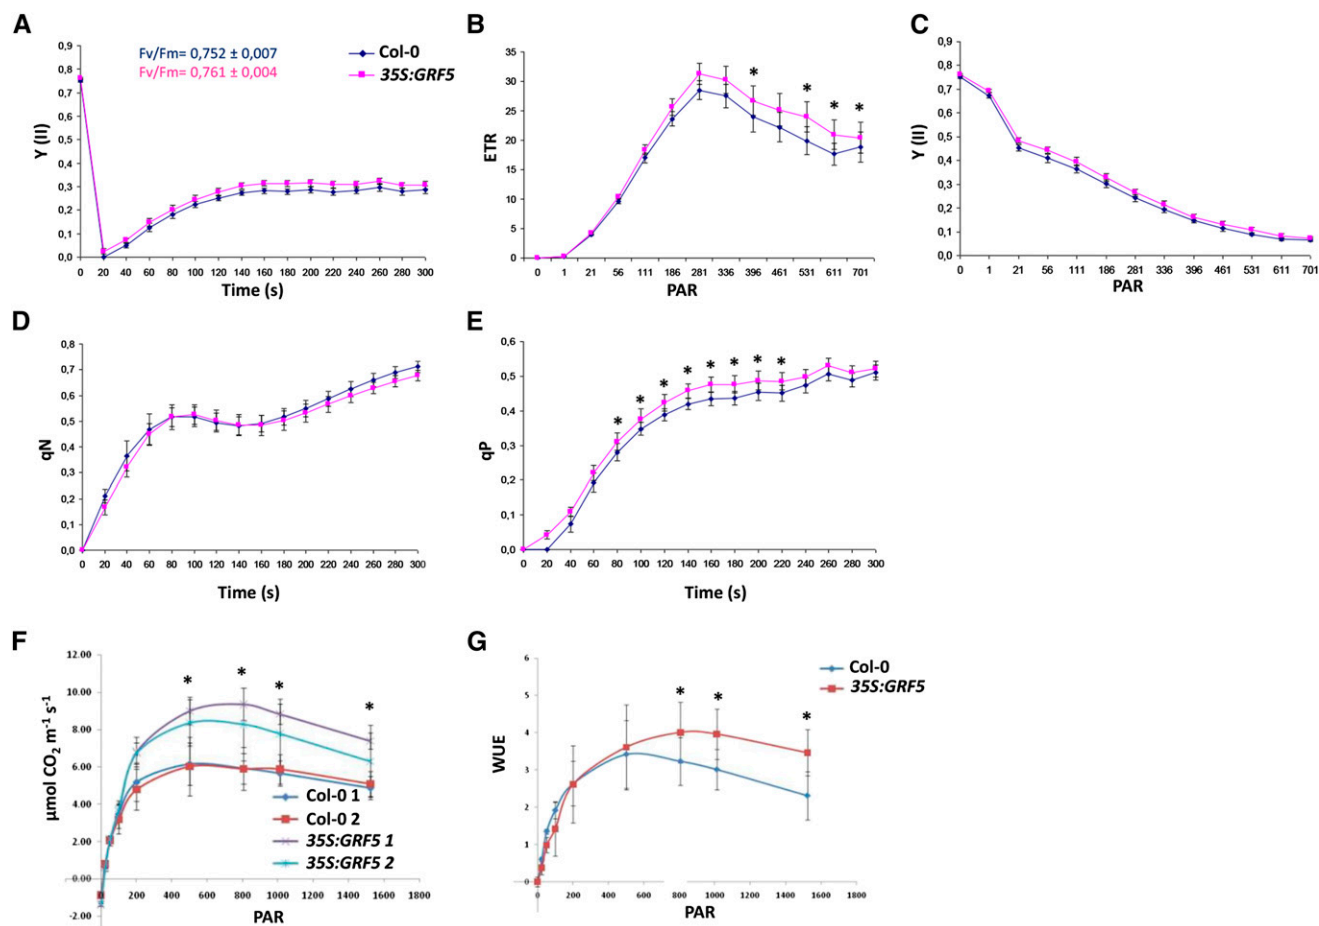 A
Fv/Fm= 0,752 ± 0,007
Fv/Fm= 0,761 ± 0,004
Col-0
35S:GRF5
0,9
0,8
0,7
0,6
0,5
0,4
0,3
0,2
0,1
0,0
Y (II)
0 20 40 60 80 100 120 140 160 180 200 220 240 260 280 300
Time (s)
B
35
30
25
20
15
10
5
0
ETR
* * * *
0 1 21 56 111 186 281 336 396 461 531 611 701
PAR
C
0,9
0,8
0,7
0,6
0,5
0,4
0,3
0,2
0,1
0,0
Y (II)
0 1 21 56 111 186 281 336 396 461 531 611 701
PAR
D
0,8
0,7
0,6
0,5
0,4
0,3
0,2
0,1
0,0
qN
0 20 40 60 80 100 120 140 160 180 200 220 240 260 280 300
Time (s)
E
0,6
0,5
0,4
0,3
0,2
0,1
0,0
qP
* * * * * * * *
0 20 40 60 80 100 120 140 160 180 200 220 240 260 280 300
Time (s)
F
12.00
10.00
8.00
6.00
4.00
2.00
0.00
-2.00
µmol CO₂ m⁻¹ s⁻¹
* * * *
Col-0 1
Col-0 2
35S:GRF5 1
35S:GRF5 2
0 200 400 600 800 1000 1200 1400 1600 1800
PAR
G
Col-0
35S:GRF5
6
5
4
3
2
1
0
WUE
* * *
0 200 400 600 800 1000 1200 1400 1600 1800
PAR